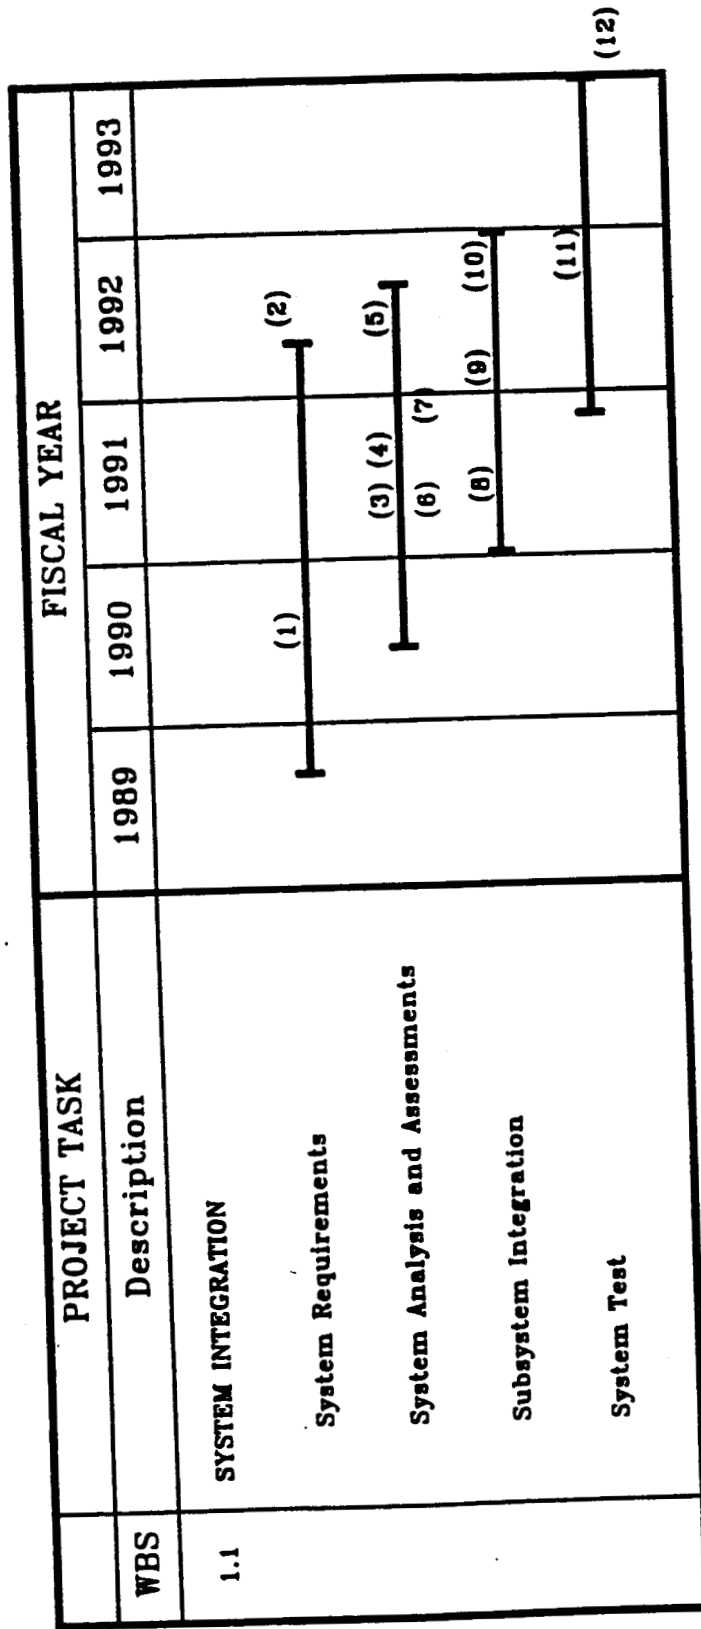 PROJECT TASK FISCAL YEAR
WBS Description 1989 1990 1991 1992 1993
1.1 SYSTEM INTEGRATION
System Requirements (1) (2)
System Analysis and Assessments (3) (4) (5)
(6) (7)
Subsystem Integration (8) (9) (10)
System Test (11) (12)